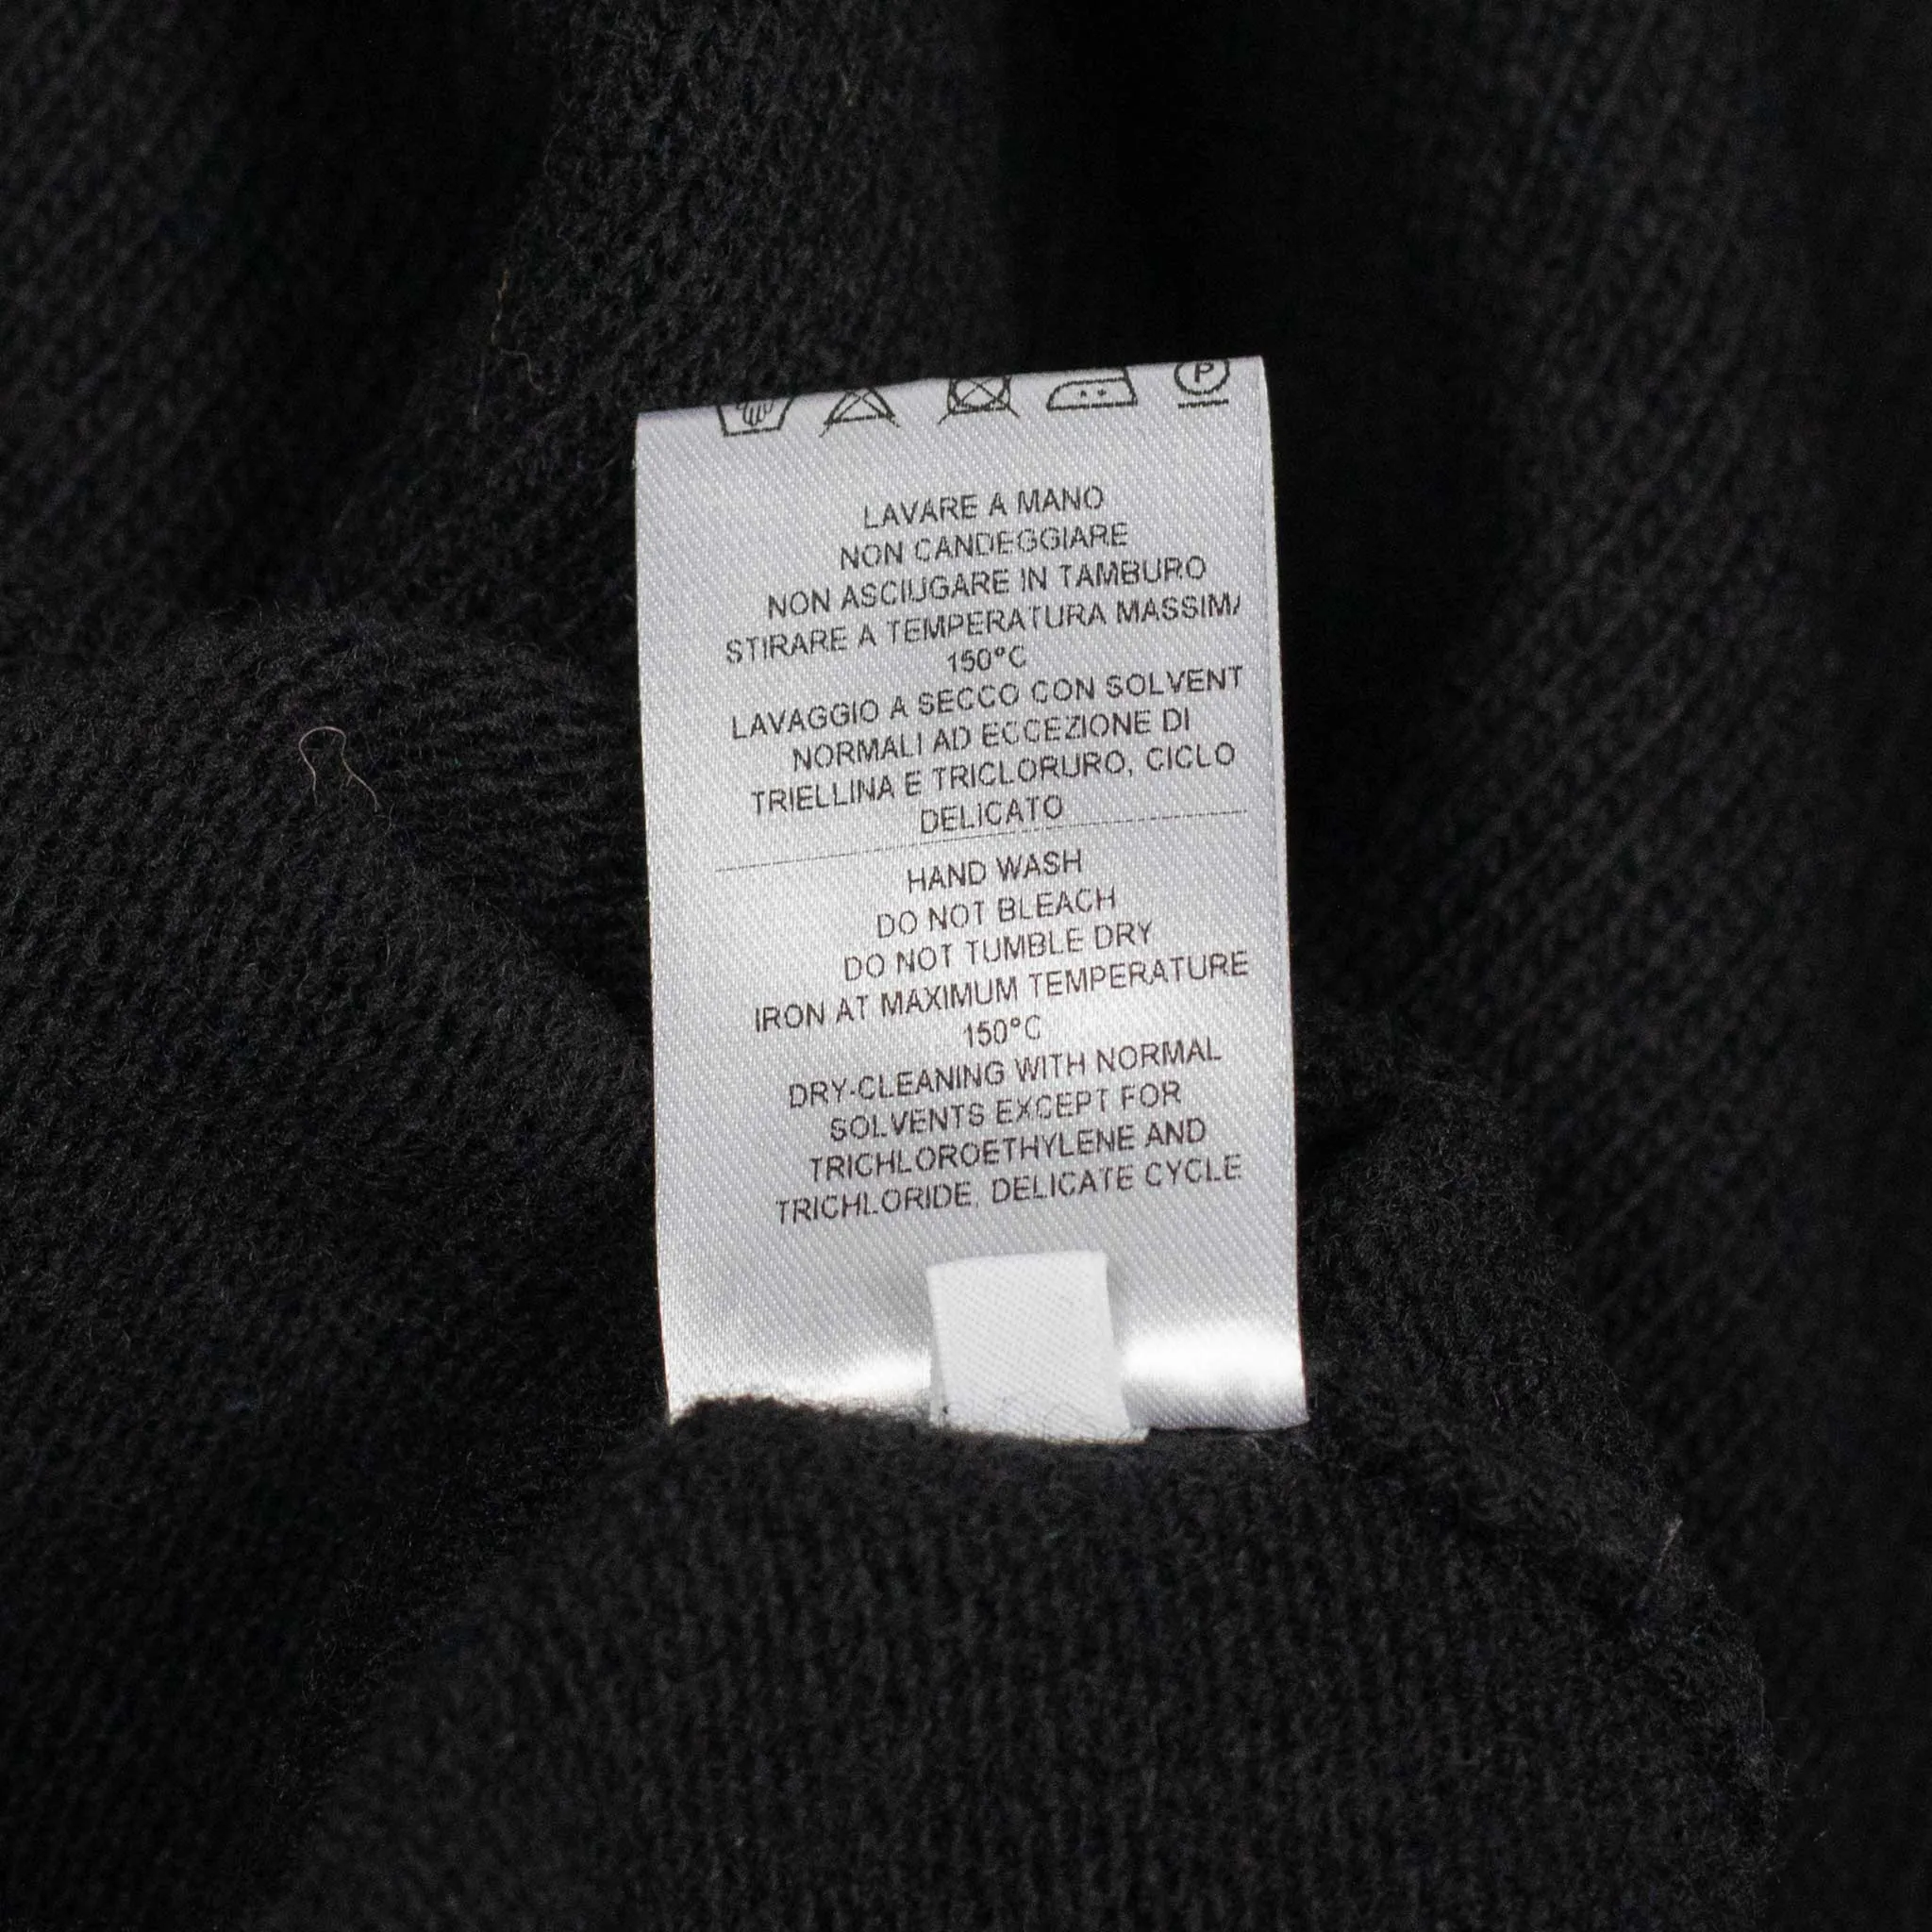 P
LAVARE A MANO
NON CANDEGGIARE
NON ASCIUGARE IN TAMBURO
STIRARE A TEMPERATURA MASSIMA
150°C
LAVAGGIO A SECCO CON SOLVENT
NORMALI AD ECCEZIONE DI
TRIELLINA E TRICLORURO, CICLO
DELICATO
HAND WASH
DO NOT BLEACH
DO NOT TUMBLE DRY
IRON AT MAXIMUM TEMPERATURE
150°C
DRY-CLEANING WITH NORMAL
SOLVENTS EXCEPT FOR
TRICHLOROETHYLENE AND
TRICHLORIDE, DELICATE CYCLE